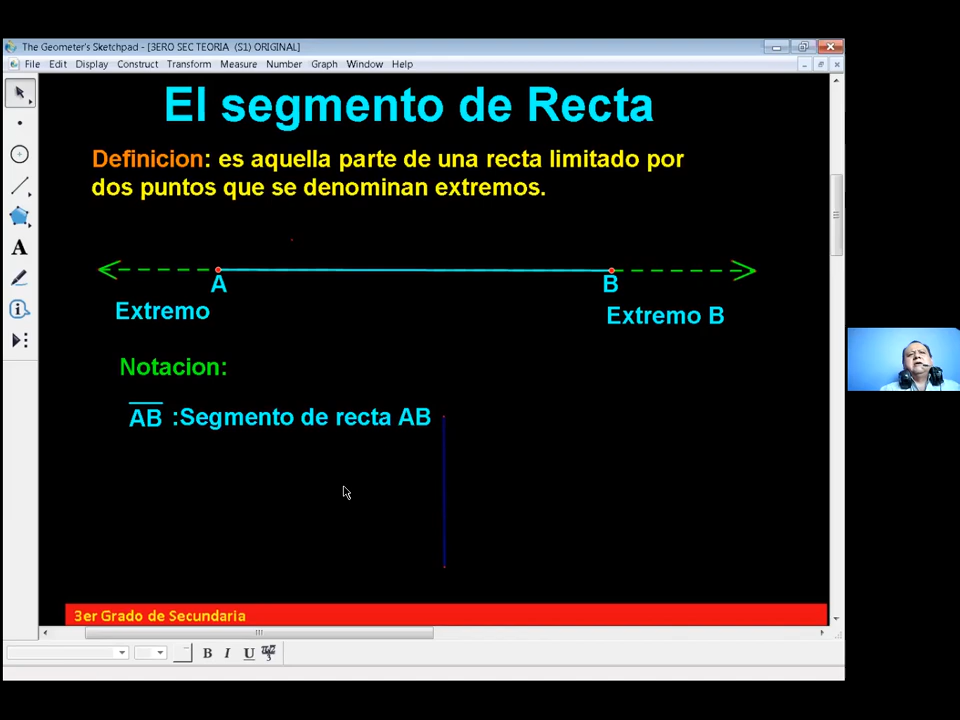 The Geometer's Sketchpad - [3ERO SEC TEORIA (S1) ORIGINAL]
File Edit Display Construct Transform Measure Number Graph Window Help
El segmento de Recta
Definicion: es aquella parte de una recta limitado por
dos puntos que se denominan extremos.
A B
Extremo Extremo B
Notacion:
AB :Segmento de recta AB
3er Grado de Secundaria
A
B I U